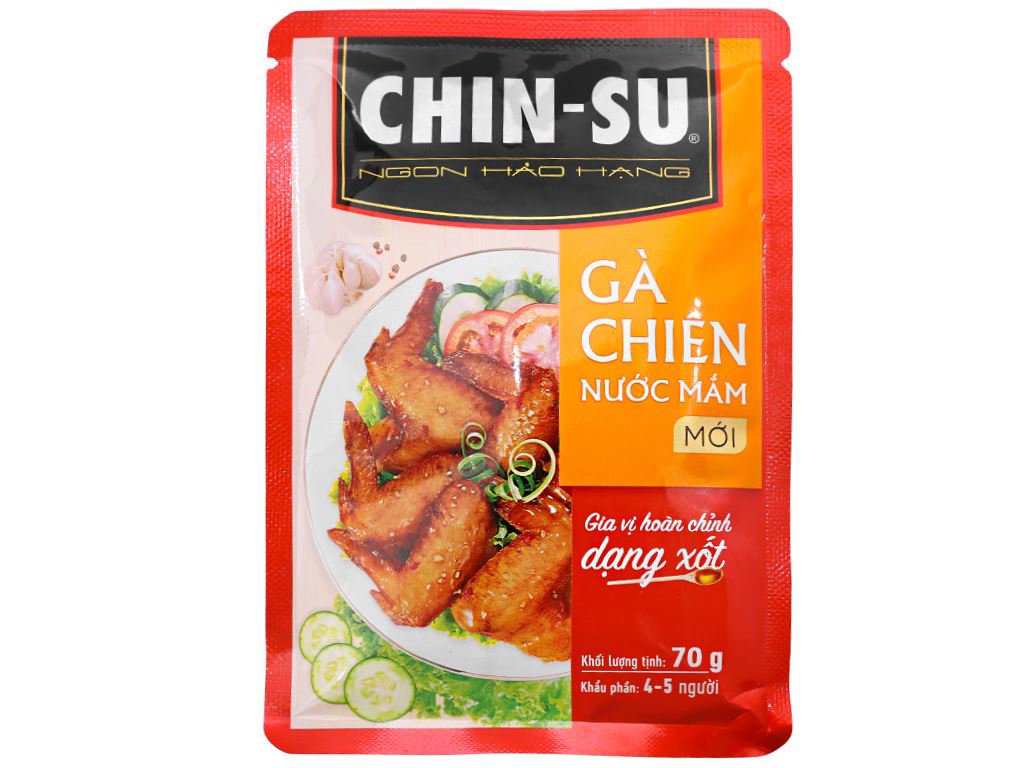 CHIN-SU®
NGON HẢO HẠNG
GÀ
CHIÊN
NƯỚC MẮM
MỚI
Gia vị hoàn chỉnh
dạng xốt
Khối lượng tịnh: 70 g
Khẩu phần: 4-5 người